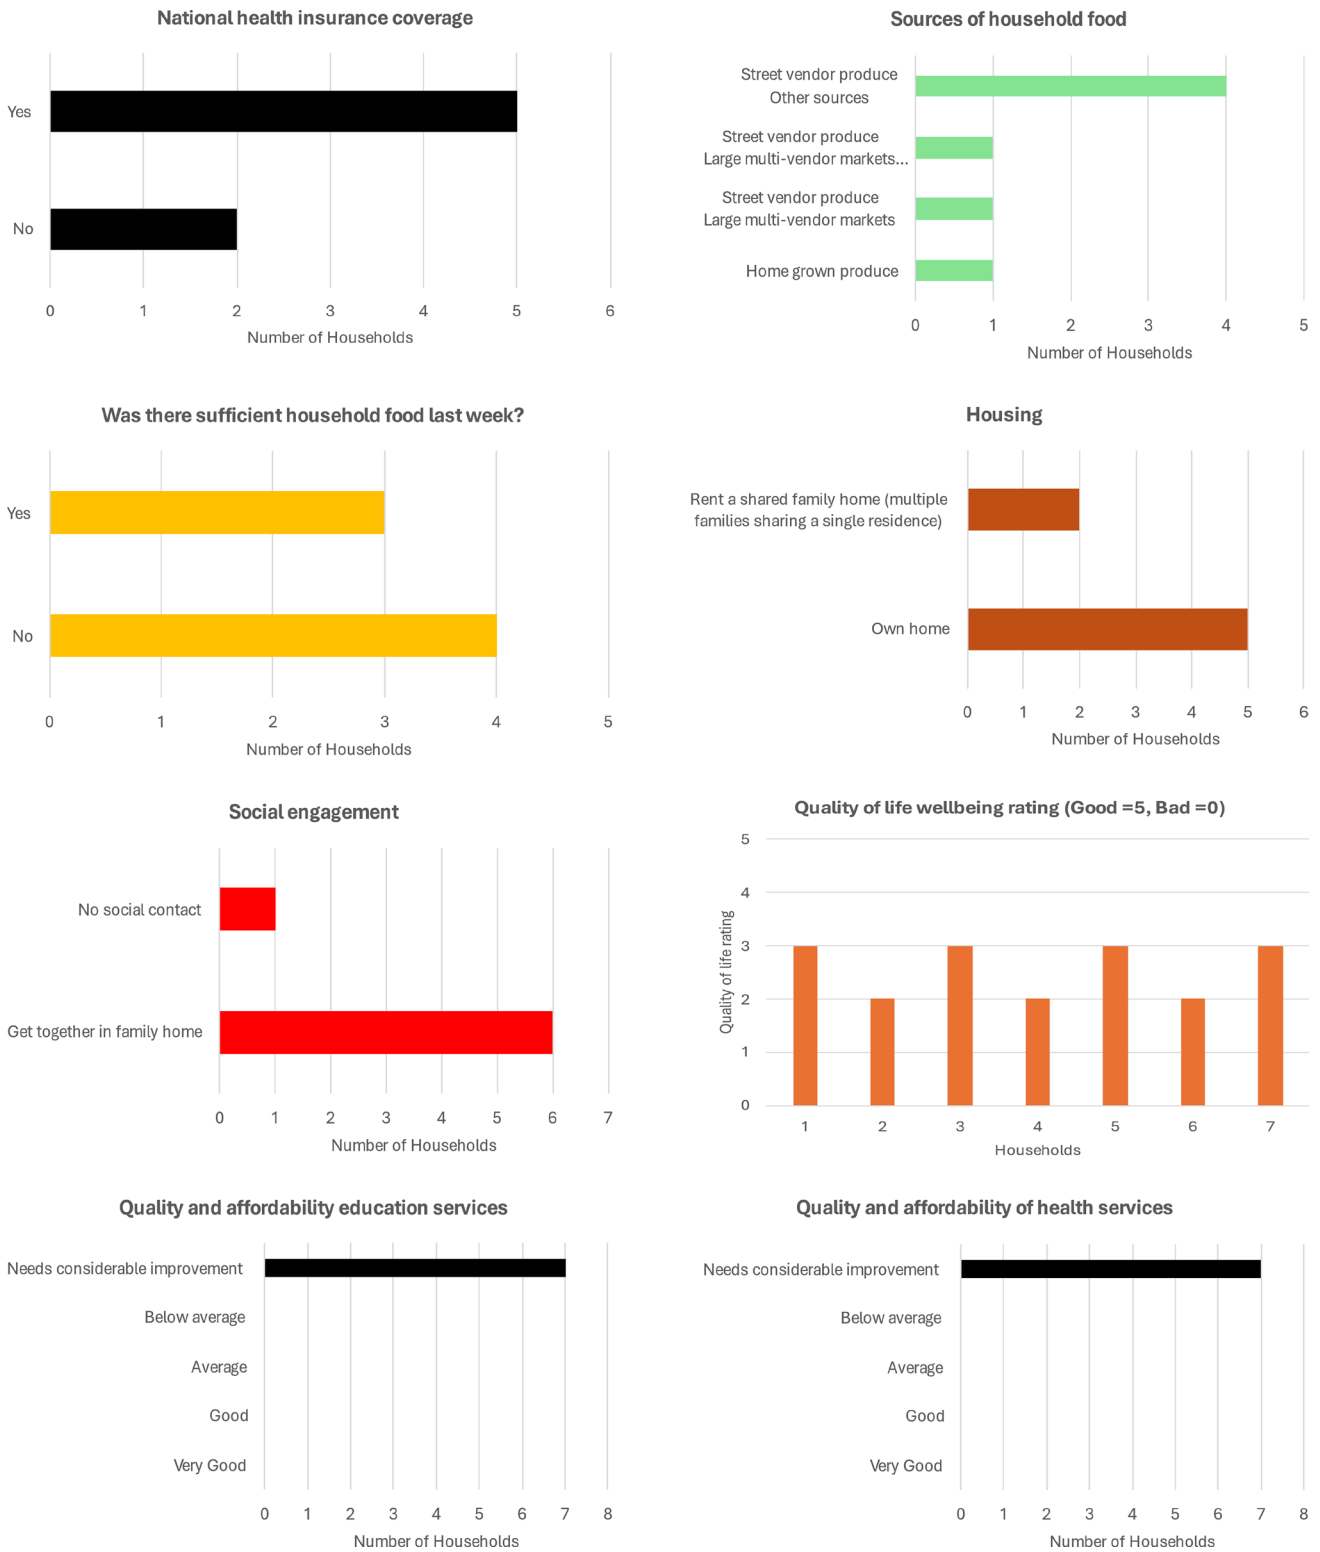 National health insurance coverage
Yes
No
0 1 2 3 4 5 6
Number of Households
Sources of household food
Street vendor produce
Other sources
Street vendor produce
Large multi-vendor markets...
Street vendor produce
Large multi-vendor markets
Home grown produce
0 1 2 3 4 5
Number of Households
Was there sufficient household food last week?
Yes
No
0 1 2 3 4 5
Number of Households
Housing
Rent a shared family home (multiple
families sharing a single residence)
Own home
0 1 2 3 4 5 6
Number of Households
Social engagement
No social contact
Get together in family home
0 1 2 3 4 5 6 7
Number of Households
Quality of life wellbeing rating (Good =5, Bad =0)
Quality of life rating
5
4
3
2
1
0
1 2 3 4 5 6 7
Households
Quality and affordability education services
Needs considerable improvement
Below average
Average
Good
Very Good
0 1 2 3 4 5 6 7 8
Number of Households
Quality and affordability of health services
Needs considerable improvement
Below average
Average
Good
Very Good
0 1 2 3 4 5 6 7 8
Number of Households